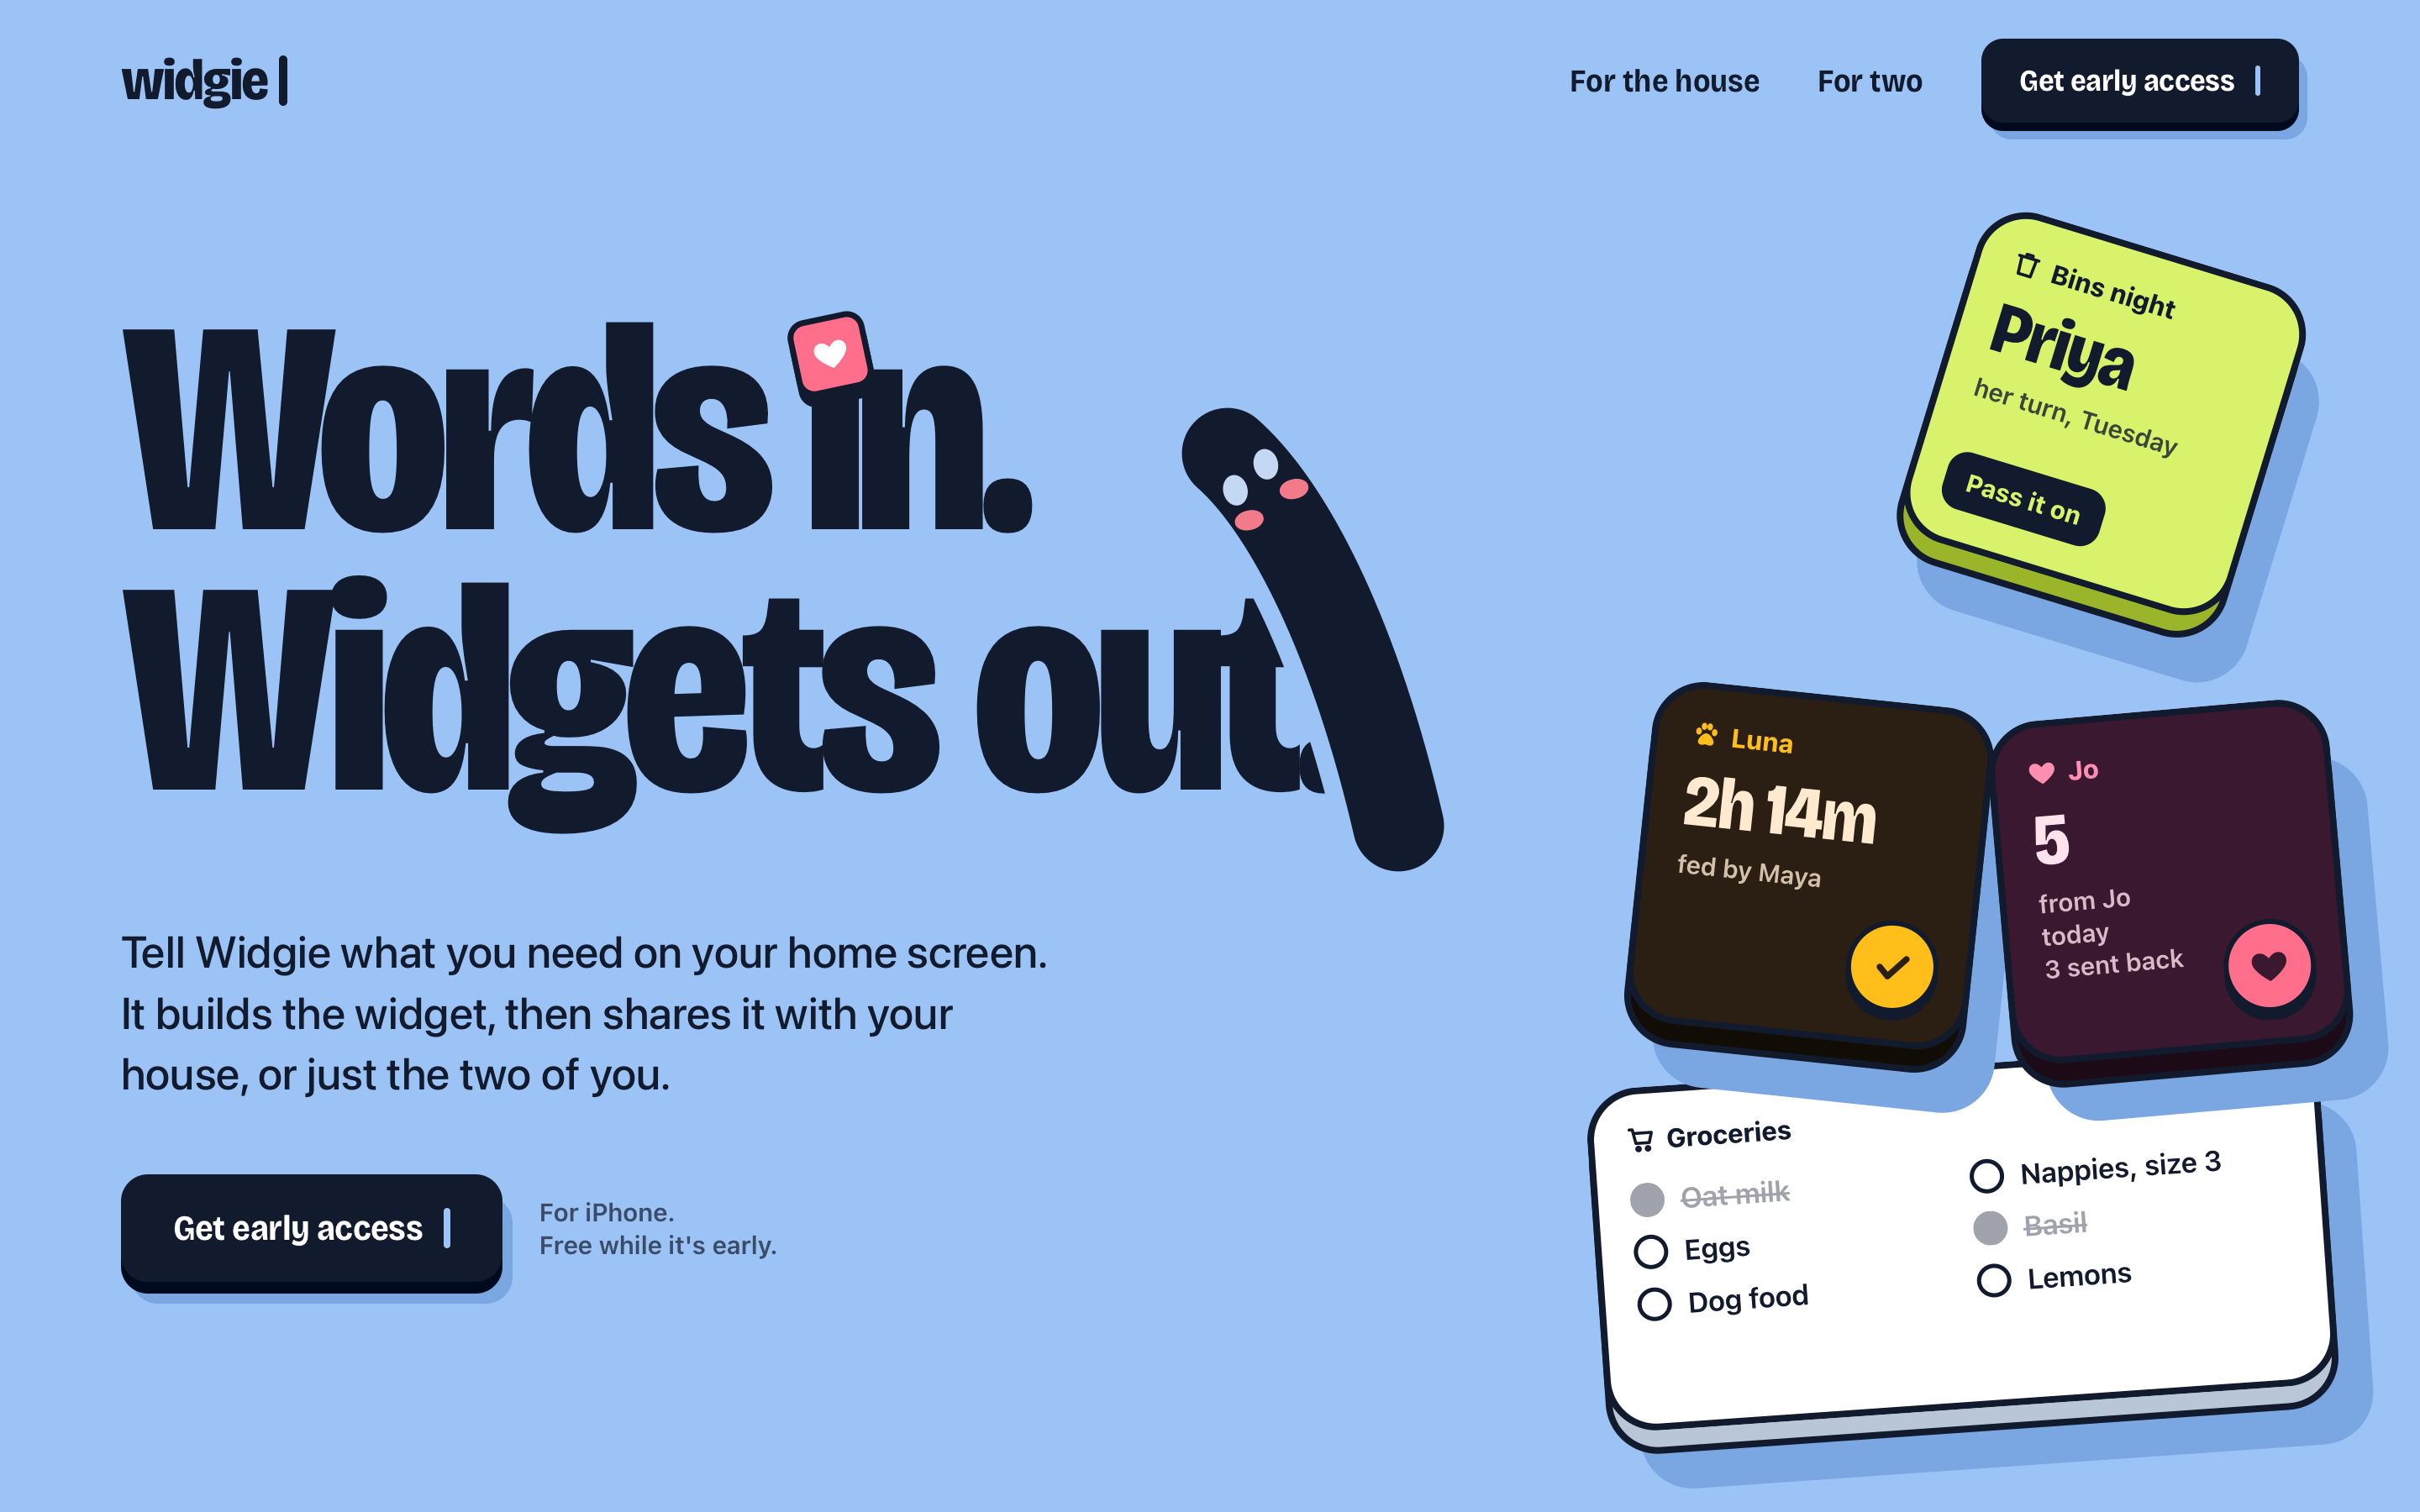 widgie
For the house
For two
Get early access
Words in.
Widgets out.
Tell Widgie what you need on your home screen.
It builds the widget, then shares it with your
house, or just the two of you.
Get early access
For iPhone.
Free while it's early.
Bins night
Priya
her turn, Tuesday
Pass it on
Luna
2h 14m
fed by Maya
Jo
5
from Jo
today
3 sent back
Groceries
Oat milk
Eggs
Dog food
Nappies, size 3
Basil
Lemons